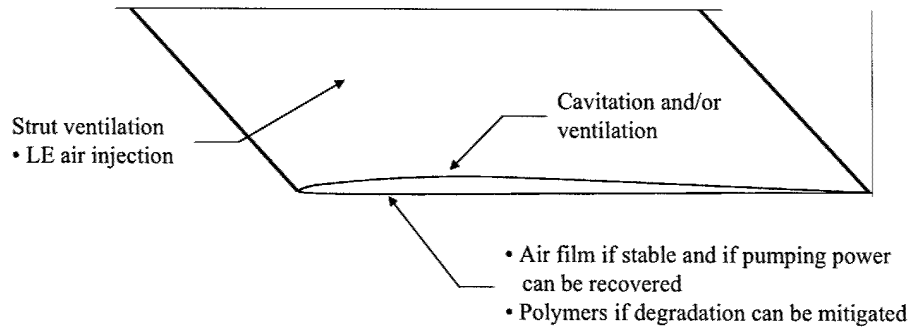 Strut ventilation
• LE air injection
Cavitation and/or
ventilation
• Air film if stable and if pumping power
can be recovered
• Polymers if degradation can be mitigated